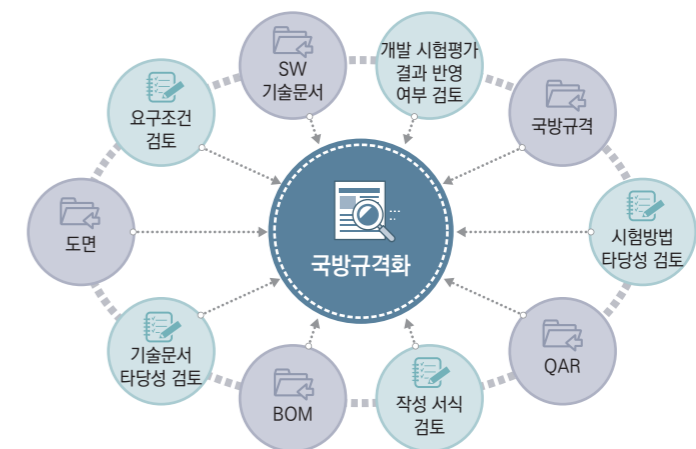 SW
기술문서
개발 시험평가
결과 반영
여부 검토
요구조건
검토
국방규격
도면
국방규격화
시험방법
타당성 검토
기술문서
타당성 검토
BOM
작성 서식
검토
QAR